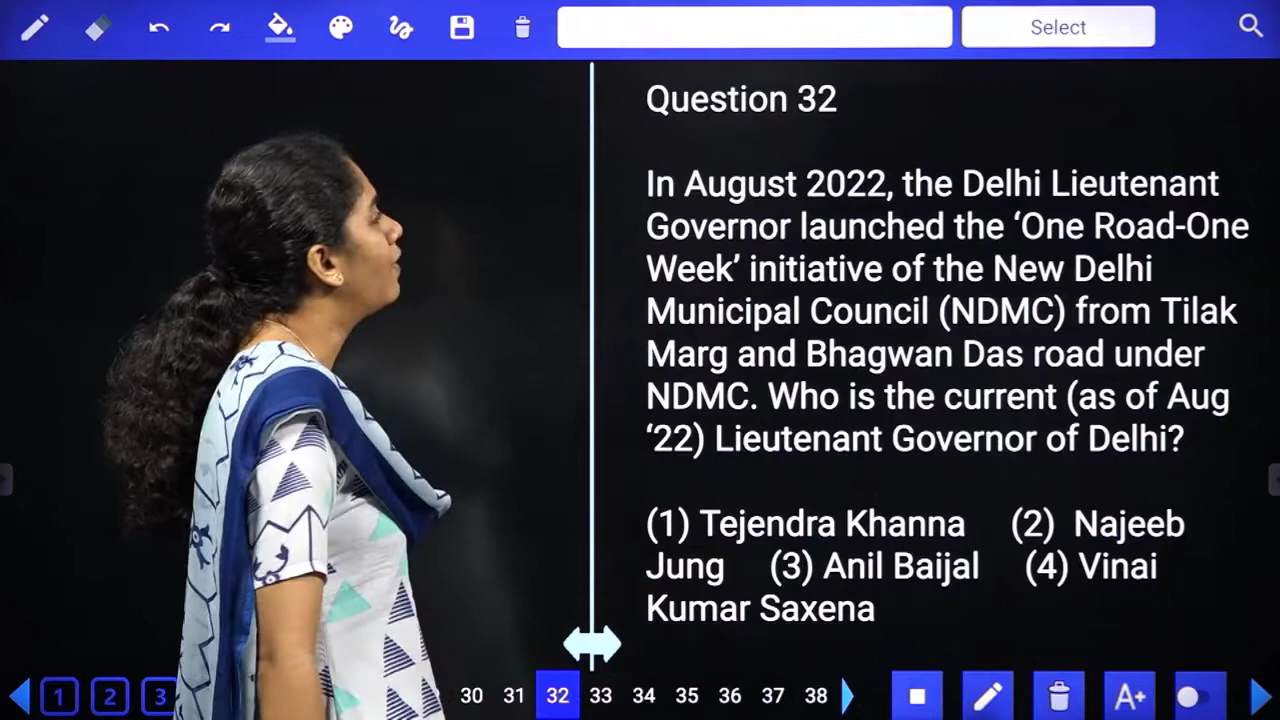 Select
Question 32
In August 2022, the Delhi Lieutenant
Governor launched the ‘One Road-One
Week’ initiative of the New Delhi
Municipal Council (NDMC) from Tilak
Marg and Bhagwan Das road under
NDMC. Who is the current (as of Aug
‘22) Lieutenant Governor of Delhi?
(1) Tejendra Khanna (2) Najeeb
Jung (3) Anil Baijal (4) Vinai
Kumar Saxena
1 2 3 30 31 32 33 34 35 36 37 38 A+